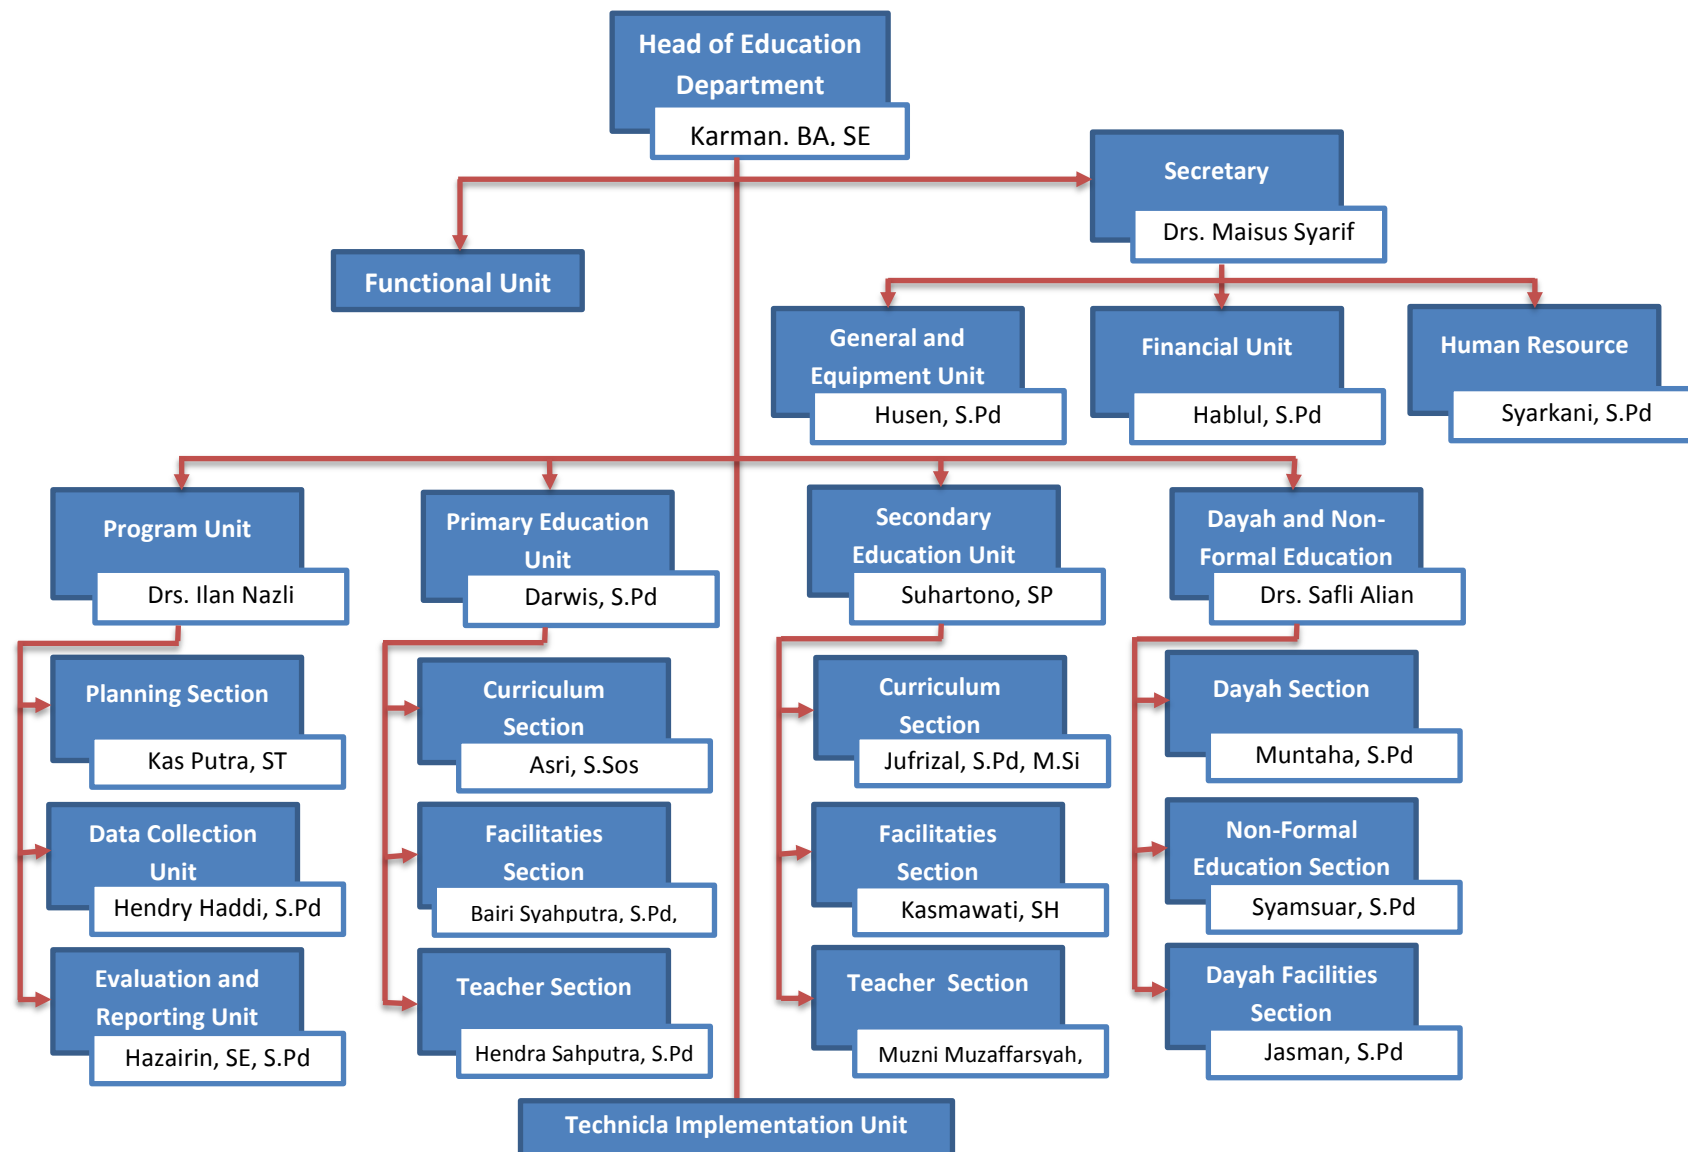 Head of Education
Department
Karman. BA. SE
Secretary
Drs. Maisus Syarif
Functional Unit
General and
Equipment Unit
Husen, S.Pd
Financial Unit
Hablul, S.Pd
Human Resource
Syarkani, S.Pd
Program Unit
Drs. Ilan Nazli
Primary Education
Unit
Darwis, S.Pd
Secondary
Education Unit
Suhartono, SP
Dayah and Non-
Formal Education
Drs. Safli Alian
Planning Section
Kas Putra, ST
Curriculum
Section
Asri, S.Sos
Curriculum
Section
Jufrizal, S.Pd, M.Si
Dayah Section
Muntaha, S.Pd
Data Collection
Unit
Hendry Haddi, S.Pd
Facilitaties
Section
Bairi Syahputra, S.Pd,
Facilitaties
Section
Kasmawati, SH
Non-Formal
Education Section
Syamsuar, S.Pd
Evaluation and
Reporting Unit
Hazairin, SE, S.Pd
Teacher Section
Hendra Sahputra, S.Pd
Teacher Section
Muzni Muzaffarsyah,
Dayah Facilities
Section
Jasman, S.Pd
Technicla Implementation Unit